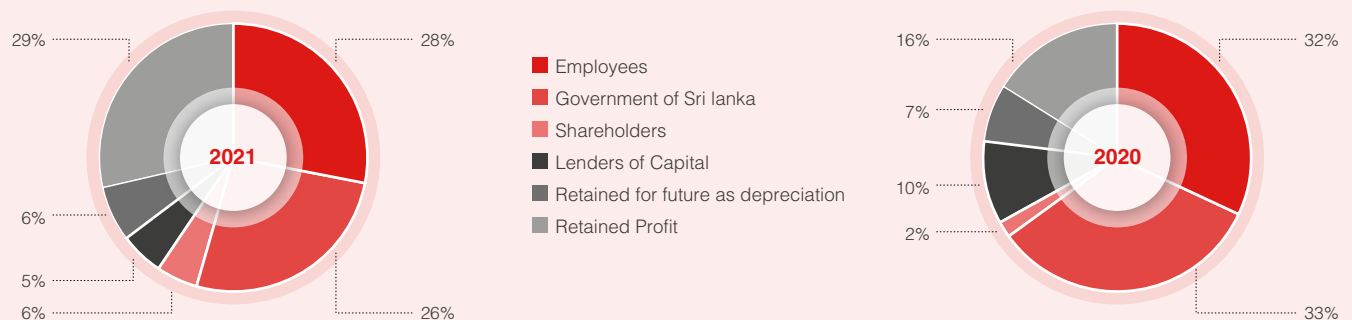 29%
28%
6%
5%
6%
26%
2021
Employees
Government of Sri lanka
Shareholders
Lenders of Capital
Retained for future as depreciation
Retained Profit
16%
32%
7%
10%
2%
33%
2020